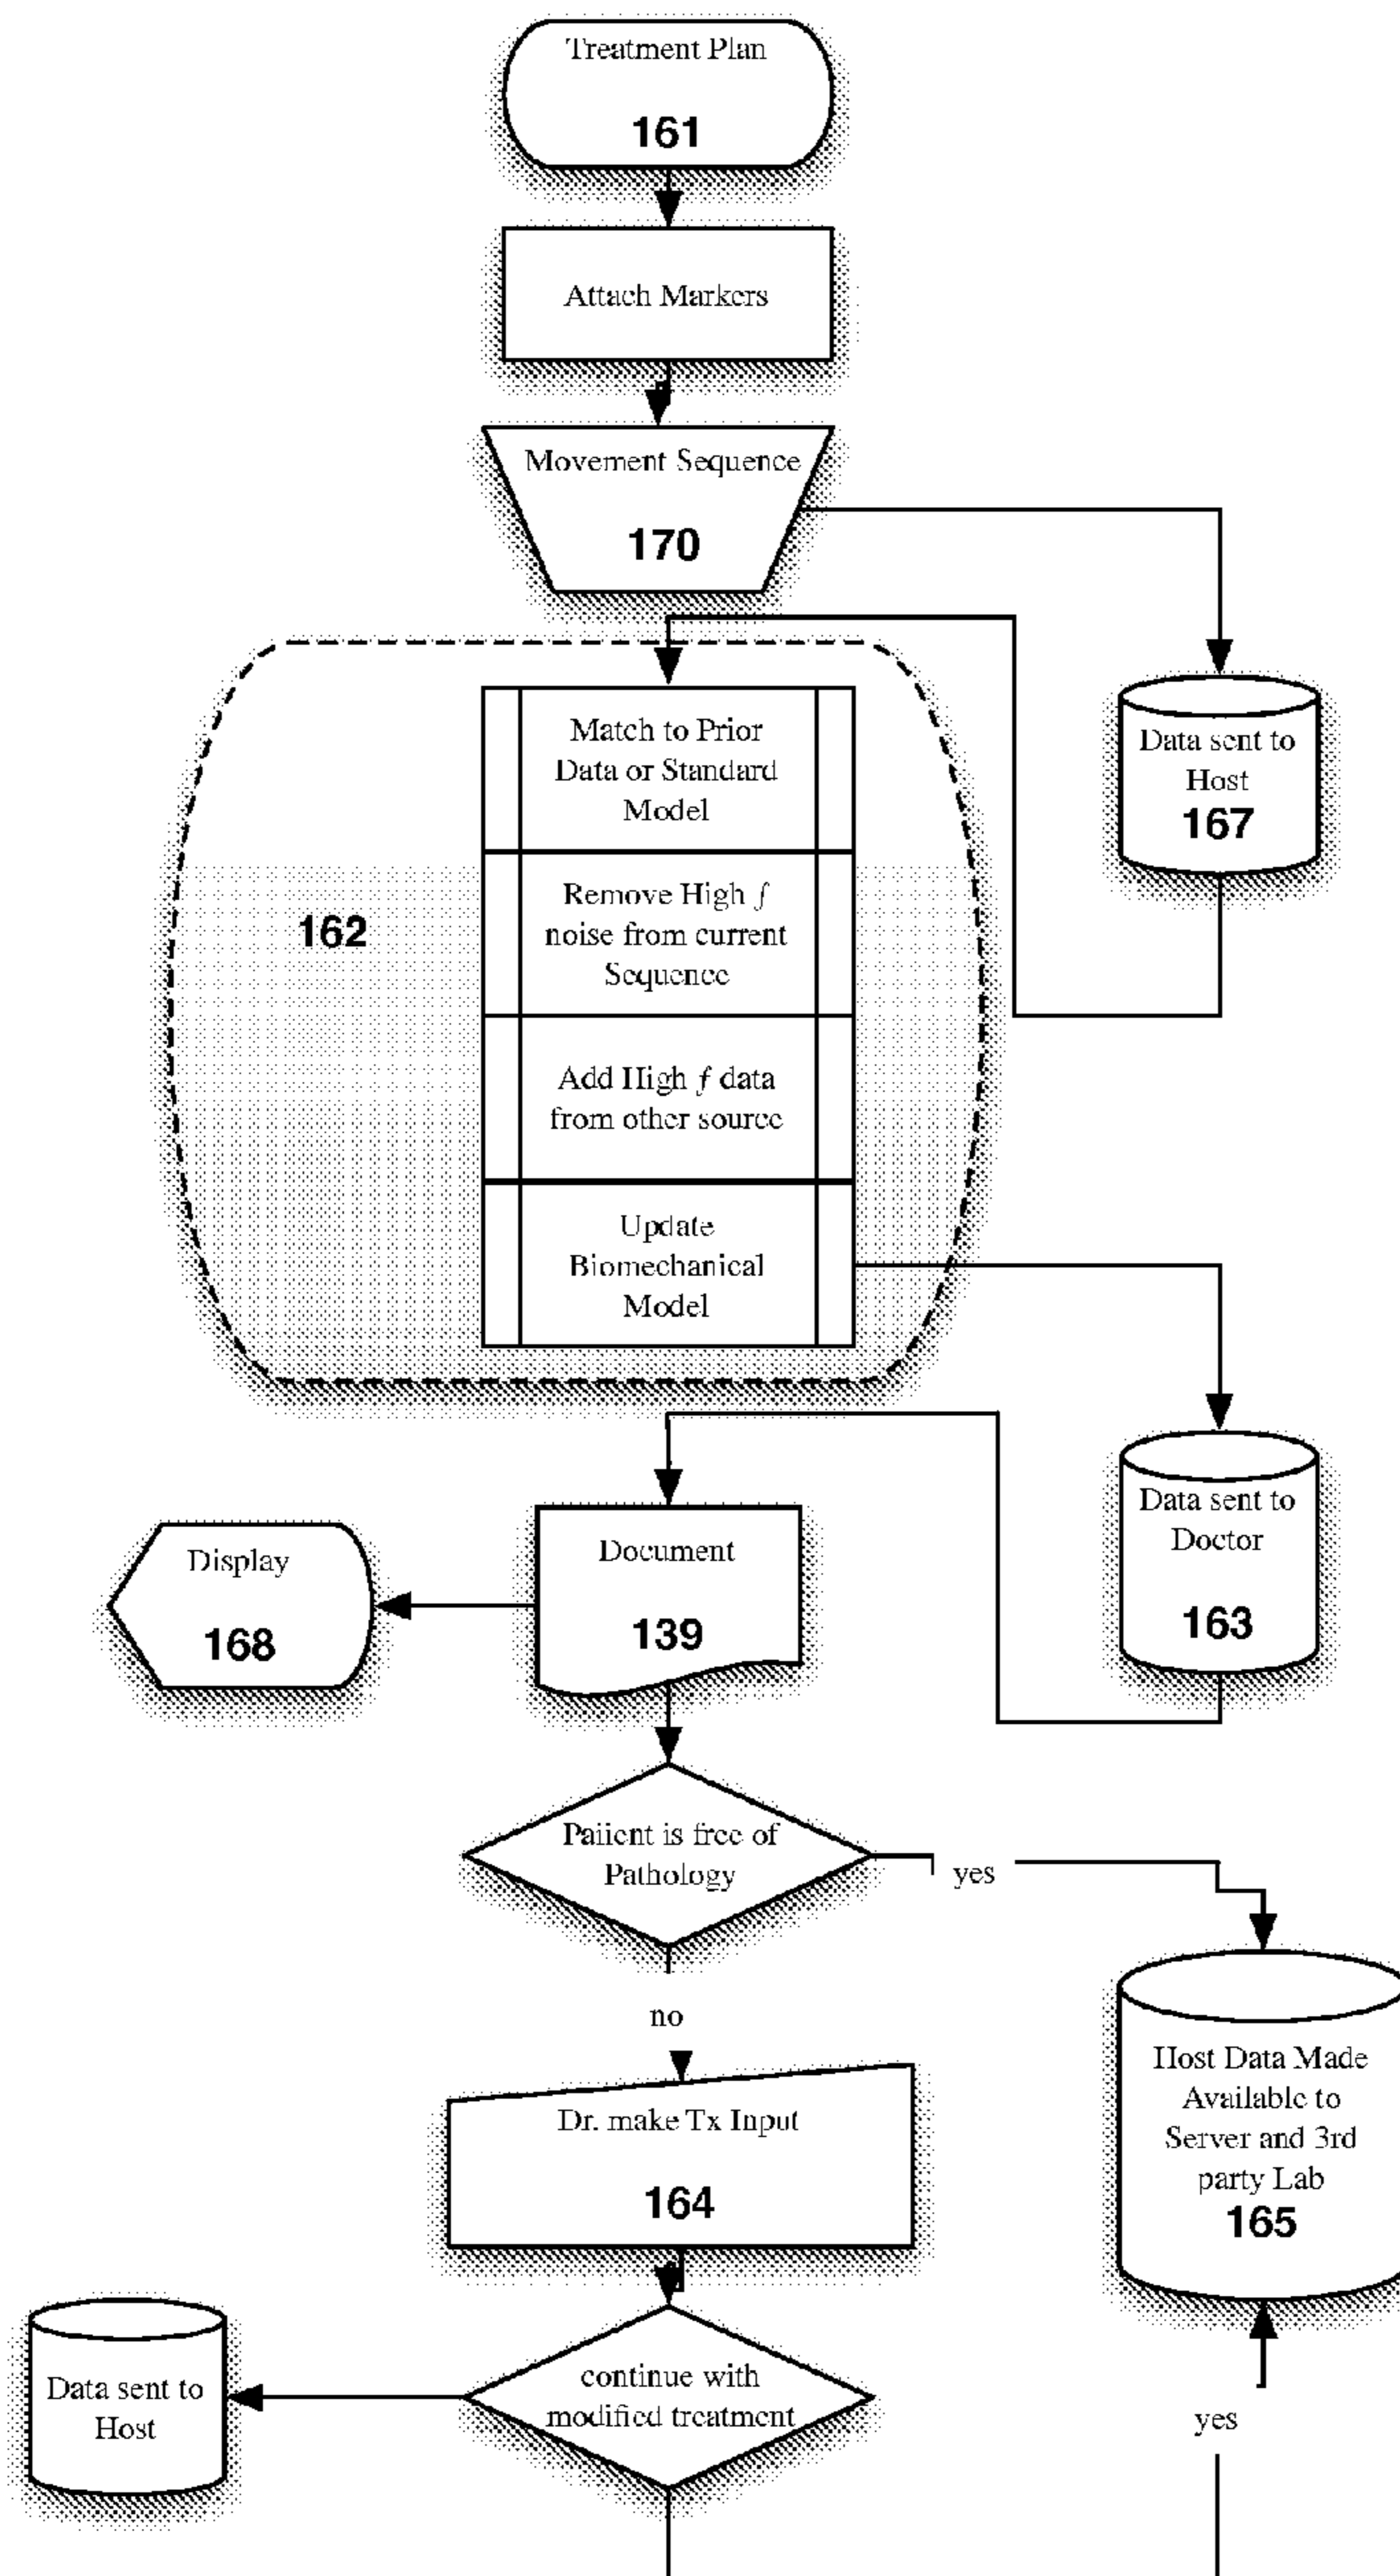 Treatment Plan
161
Attach Markers
Movement Sequence
170
Data sent to
Host
167
Match to Prior
Data or Standard
Model
162
Remove High f
noise from current
Sequence
Add High f data
from other source
Update
Biomechanical
Model
Data sent to
Doctor
163
Document
139
Display
168
Paiient is free of
Pathology
yes
no
Host Data Made
Available to
Server and 3rd
party Lab
165
Dr. make Tx Input
164
continue with
modified treatment
Data sent to
Host
yes